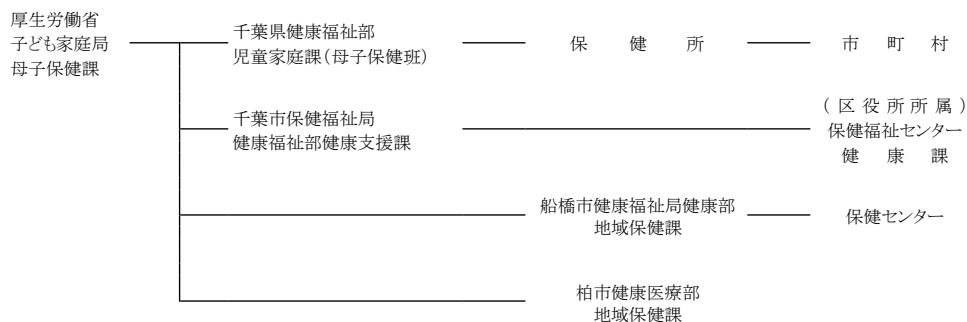 厚生労働省
子ども家庭局
母子保健課
千葉県健康福祉部
児童家庭課(母子保健班)
保健所
市町村
千葉市保健福祉局
健康福祉部健康支援課
(区役所所属)
保健福祉センター
健康課
船橋市健康福祉局健康部
地域保健課
保健センター
柏市健康医療部
地域保健課